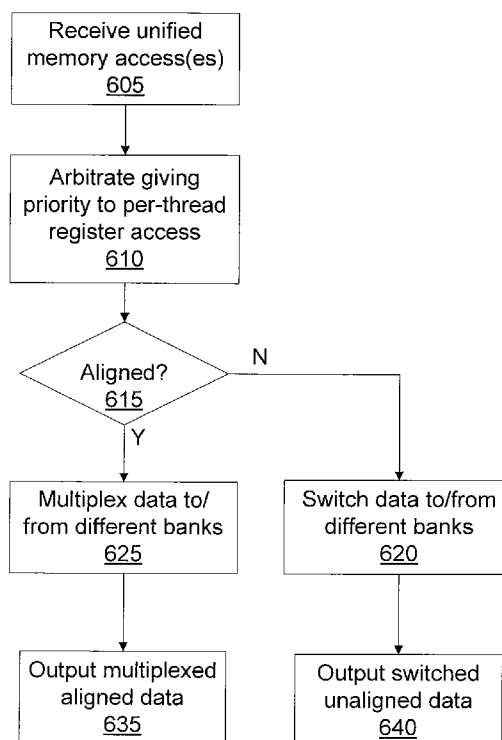 Receive unified
memory access(es)
605
Arbitrate giving
priority to per-thread
register access
610
Aligned?
615
N
Y
Multiplex data to/
from different banks
625
Switch data to/from
different banks
620
Output multiplexed
aligned data
635
Output switched
unaligned data
640